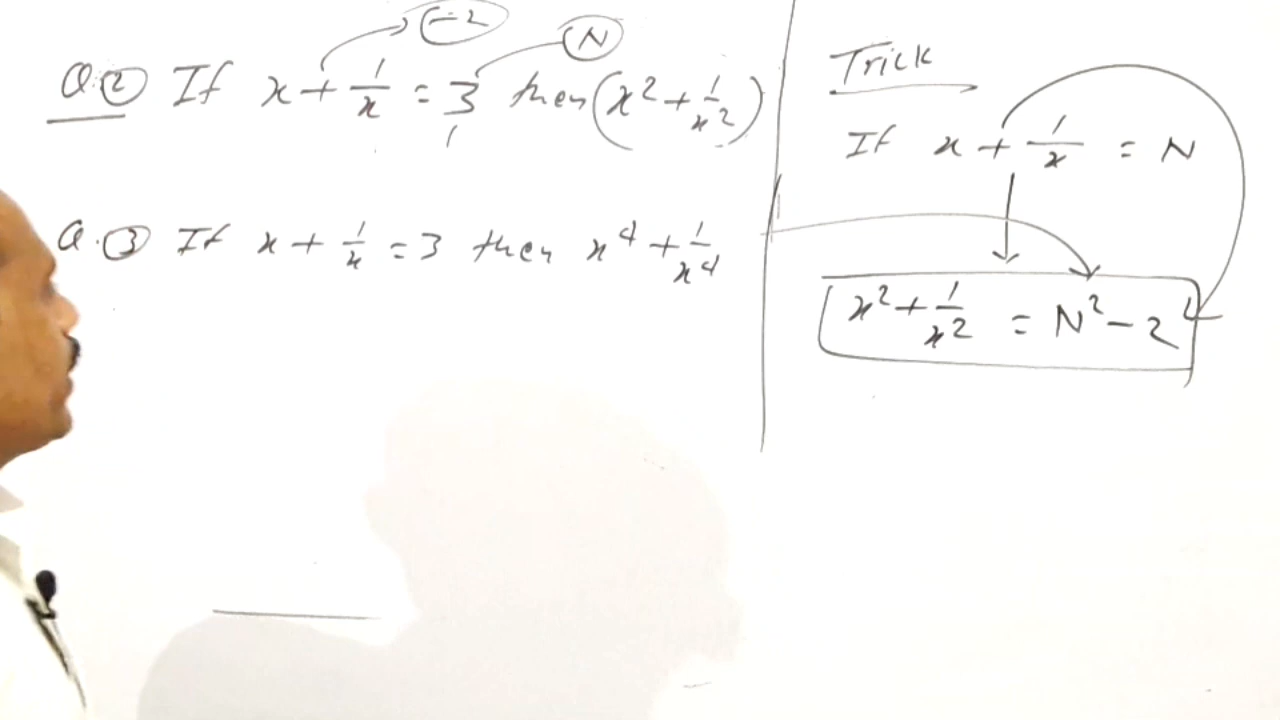 Q.② If x + 1/x = 3 then (x² + 1/x²)
-2
N
Q.③ If x + 1/x = 3 then x⁴ + 1/x⁴
Trick
If x + 1/x = N
x² + 1/x² = N² - 2